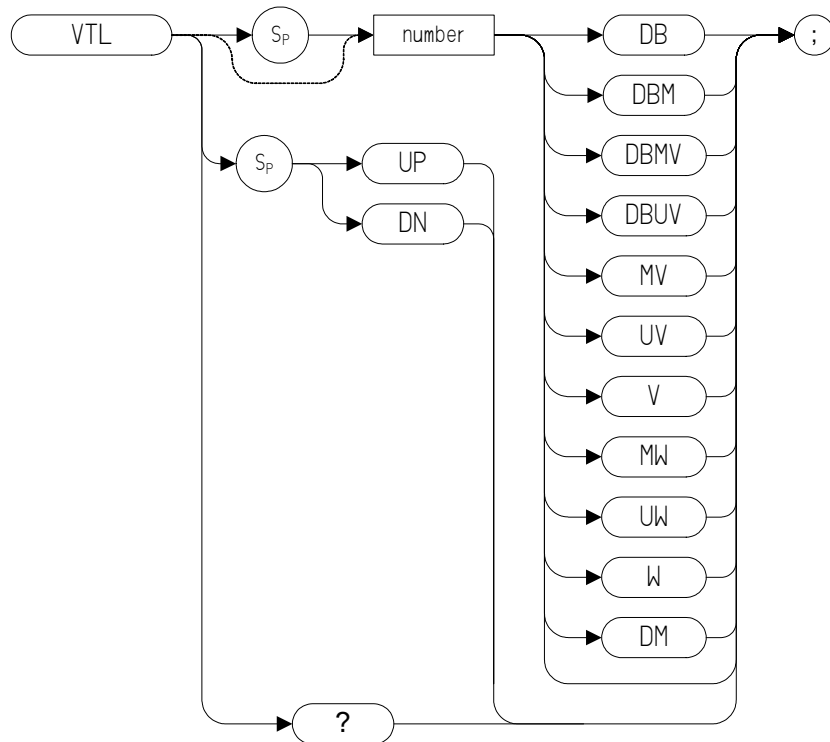 VTL SP number DB ;
DBM
SP UP DBMV
DN DBUV
MV
UV
V
MW
UW
W
DM
?